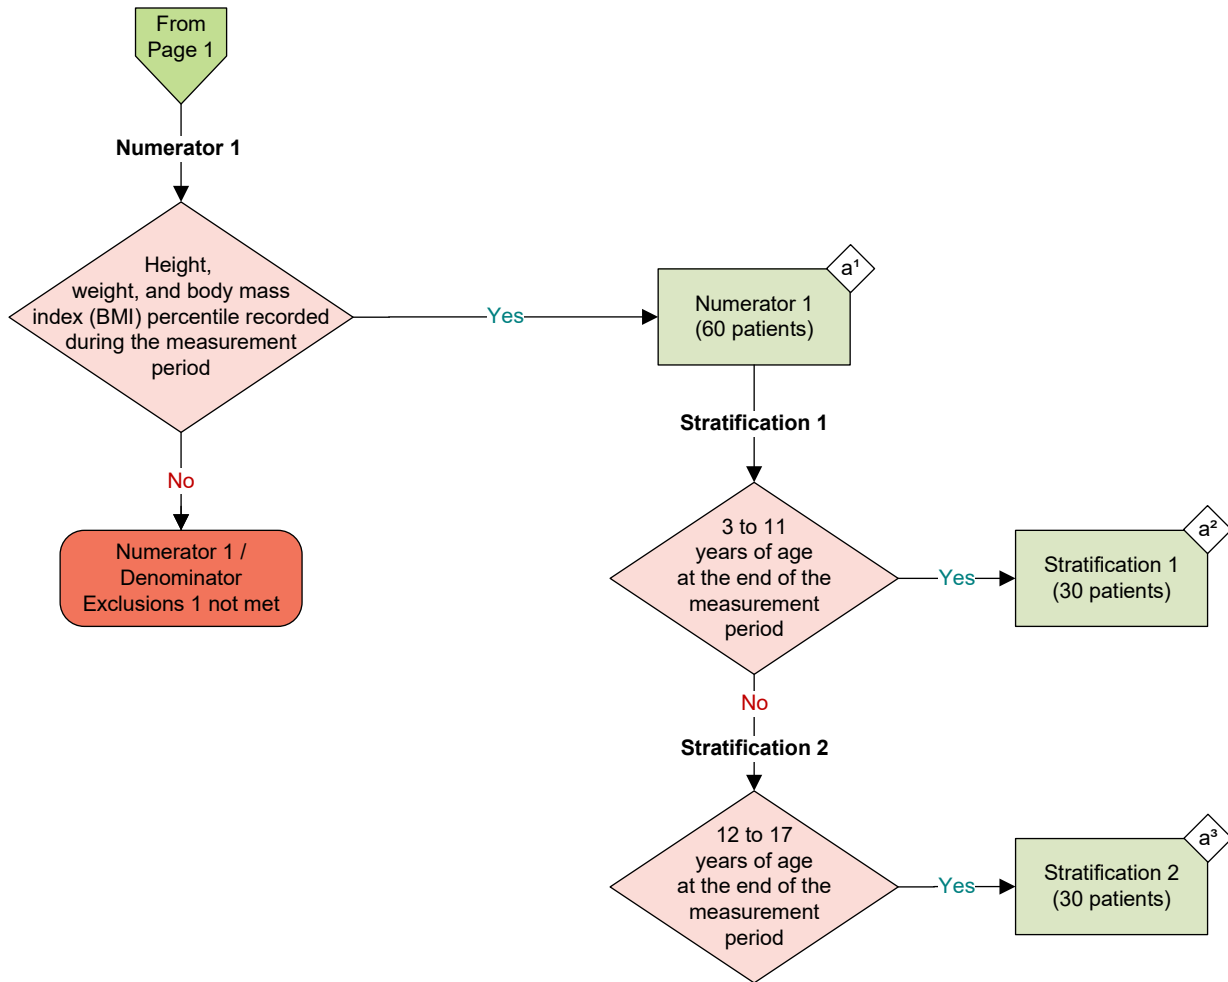 From
Page 1
Numerator 1
Height,
weight, and body mass
index (BMI) percentile recorded
during the measurement
period
Yes
a¹
Numerator 1
(60 patients)
No
Numerator 1 /
Denominator
Exclusions 1 not met
Stratification 1
3 to 11
years of age
at the end of the
measurement
period
Yes
a²
Stratification 1
(30 patients)
No
Stratification 2
12 to 17
years of age
at the end of the
measurement
period
Yes
a³
Stratification 2
(30 patients)